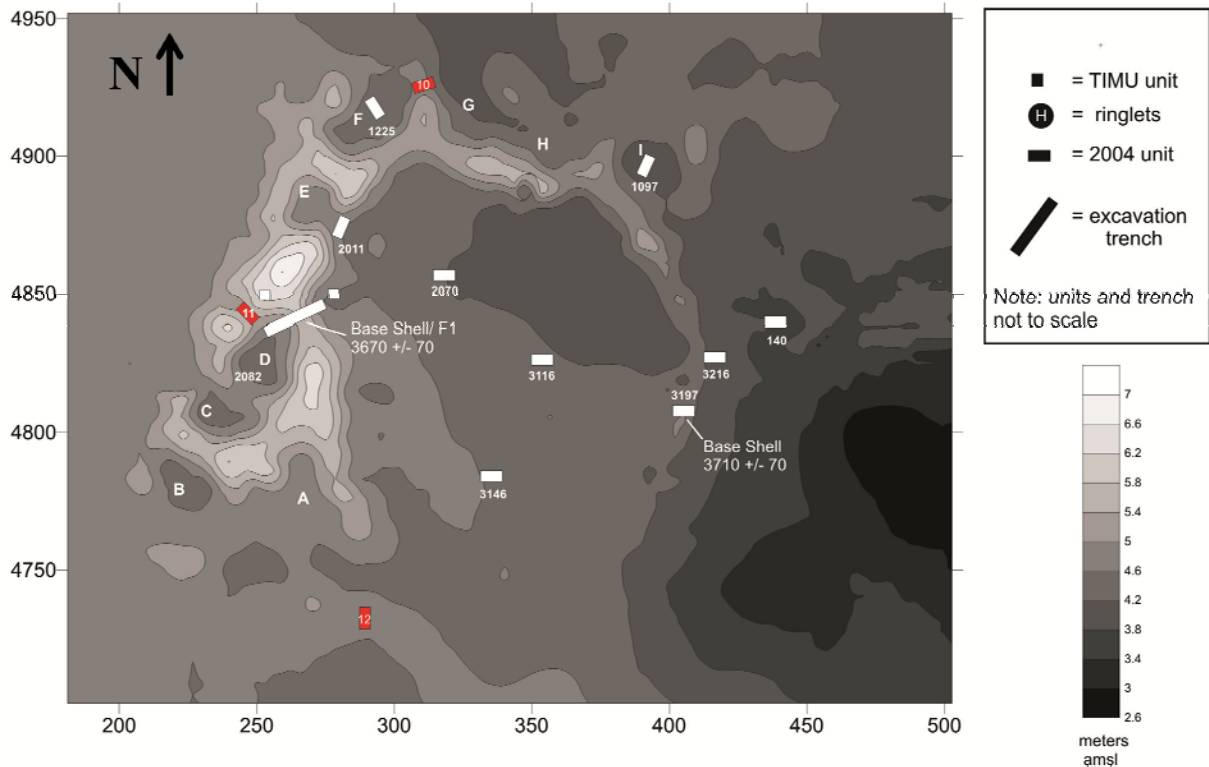 4950
4900
4850
4800
4750
200
250
300
350
400
450
500
N
10
G
F
1225
H
I
1097
E
2011
2070
11
Base Shell/ F1
3670 +/- 70
D
2082
140
3116
3216
3197
C
Base Shell
3710 +/- 70
B
A
3146
12
= TIMU unit
H = ringlets
= 2004 unit
= excavation
trench
Note: units and trench
not to scale
7
6.6
6.2
5.8
5.4
5
4.6
4.2
3.8
3.4
3
2.6
meters
amsl